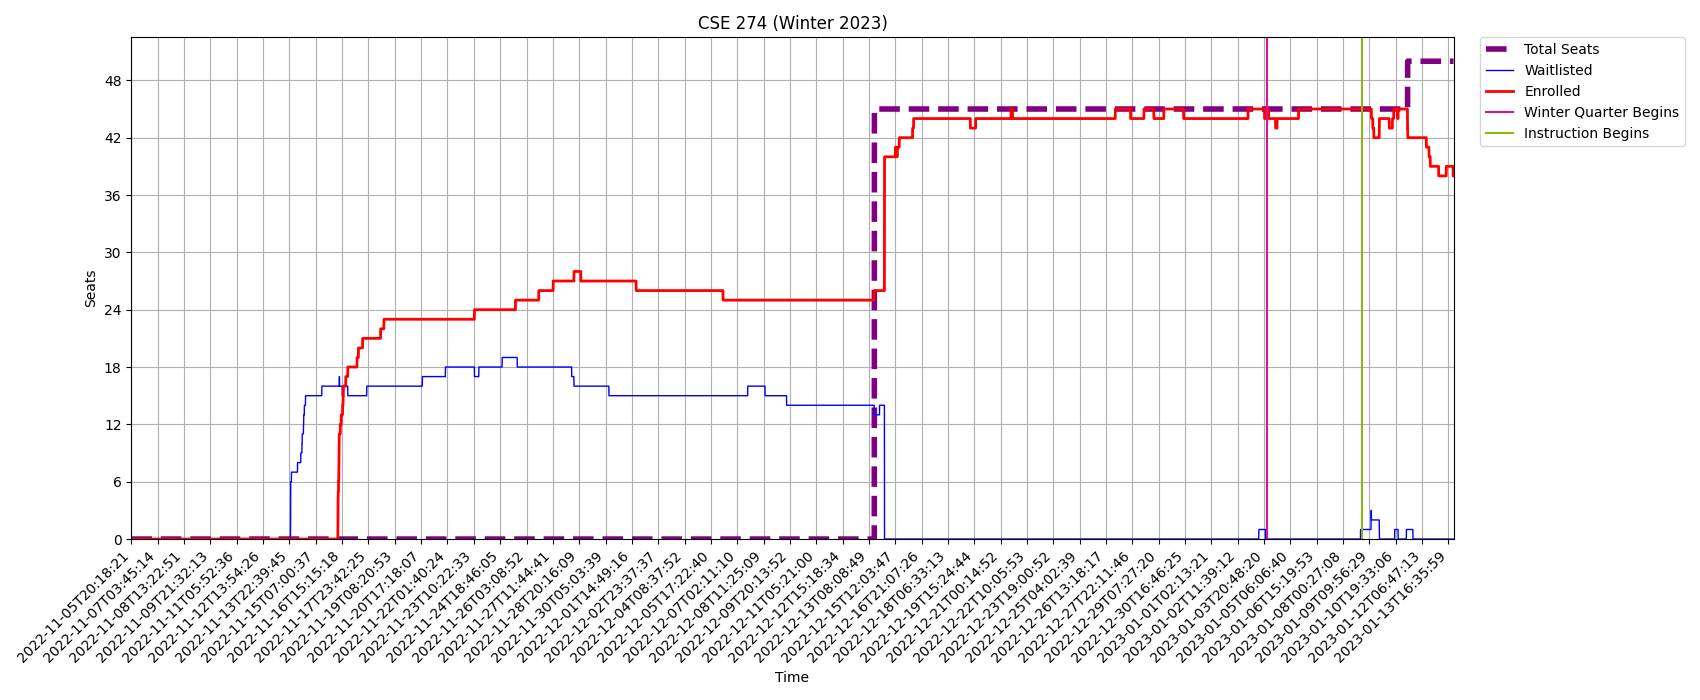 CSE 274 (Winter 2023)
Total Seats
Waitlisted
Enrolled
Winter Quarter Begins
Instruction Begins
Seats
48
42
36
30
24
18
12
6
0
2022-11-05T20:18:21
2022-11-07T03:45:14
2022-11-08T13:22:51
2022-11-09T21:32:13
2022-11-11T05:52:36
2022-11-12T13:54:26
2022-11-13T22:39:45
2022-11-15T07:00:37
2022-11-16T15:15:18
2022-11-17T23:42:25
2022-11-19T08:20:53
2022-11-20T17:18:07
2022-11-22T01:40:24
2022-11-23T10:22:33
2022-11-24T18:46:05
2022-11-26T03:08:52
2022-11-27T11:44:41
2022-11-28T20:16:09
2022-11-30T05:03:39
2022-12-01T14:49:16
2022-12-02T23:37:37
2022-12-04T08:37:52
2022-12-05T17:22:40
2022-12-07T02:11:10
2022-12-08T11:25:09
2022-12-09T20:13:52
2022-12-11T05:21:00
2022-12-12T15:18:34
2022-12-13T08:08:49
2022-12-15T12:03:47
2022-12-16T21:07:26
2022-12-18T06:33:13
2022-12-19T15:24:44
2022-12-21T00:14:52
2022-12-22T10:05:53
2022-12-23T19:00:52
2022-12-25T04:02:39
2022-12-26T13:18:17
2022-12-27T22:11:46
2022-12-29T07:27:20
2022-12-30T16:46:25
2023-01-01T02:13:21
2023-01-02T11:39:12
2023-01-03T20:48:20
2023-01-05T06:06:40
2023-01-06T15:19:53
2023-01-08T00:27:08
2023-01-09T09:56:29
2023-01-10T19:33:06
2023-01-12T06:47:13
2023-01-13T16:35:59
Time